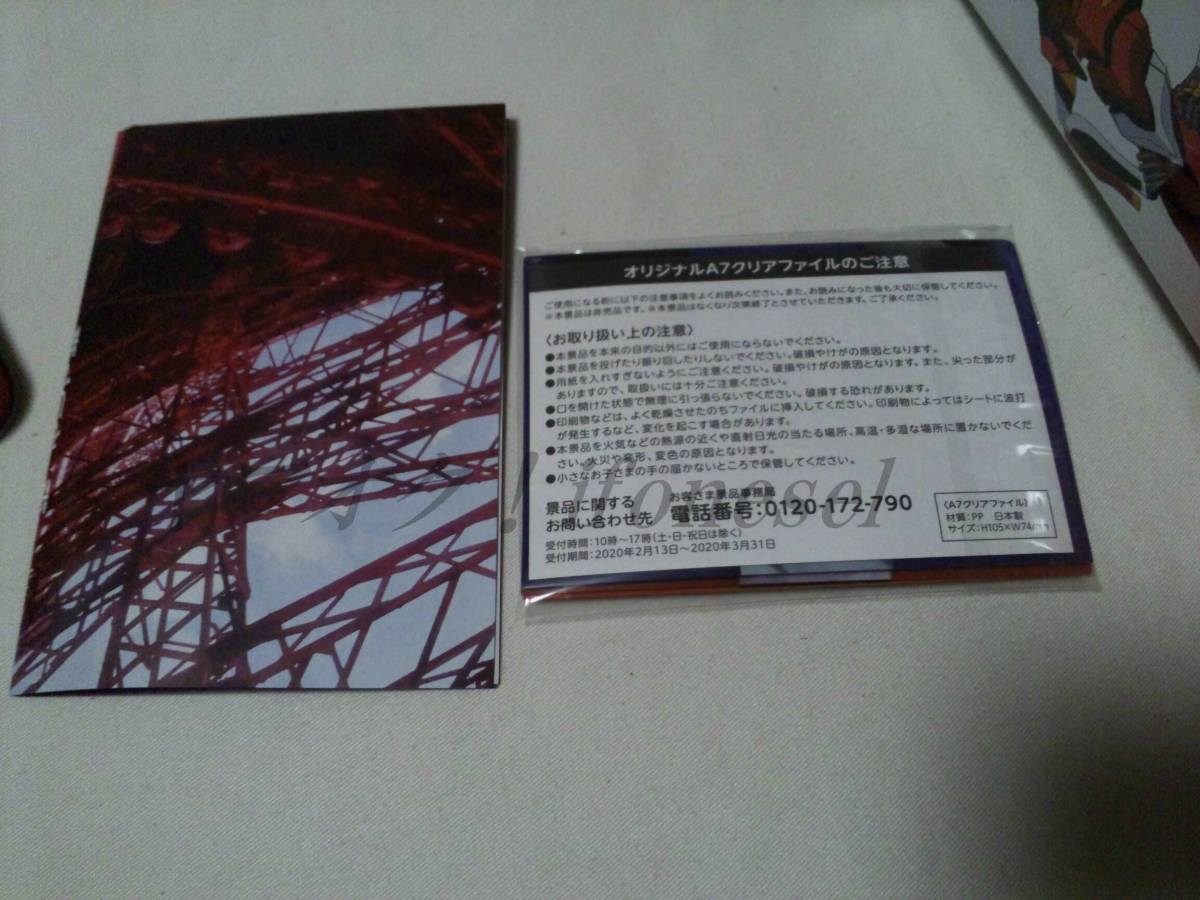 オリジナルA7クリアファイルのご注意
ご使用になる前に以下の注意事項をよくお読みください。また、お読みになった後も大切に保管してください。
※本景品は非売品です。※本景品はなくなり次第終了とさせていただきます。ご了承ください。
〈お取り扱い上の注意〉
●本景品を本来の目的以外にはご使用にならないでください。
●本景品を投げたり振り回したりしないでください。破損やけがの原因となります。
●用紙を入れすぎないようにご注意ください。破損やけがの原因となります。また、尖った部分が
ありますので、取扱いには十分ご注意ください。
●口を開けた状態で無理に引っ張らないでください。破損する恐れがあります。
●印刷物などは、よく乾燥させたのちファイルに挿入してください。印刷物によってはシートに波打
が発生するなど、変化を起こす場合があります。
●本景品を火気などの熱源の近くや直射日光の当たる場所、高温・多湿な場所に置かないでくだ
さい。火災や変形、変色の原因となります。
●小さなお子さまの手の届かないところで保管してください。
景品に関する
お問い合わせ先
お客さま景品事務局
電話番号:0120-172-790
受付時間:10時〜17時(土・日・祝日は除く)
受付期間:2020年2月13日〜2020年3月31日
〈A7クリアファイル〉
材質:PP 日本製
サイズ:H105×W74mm
! itonesel